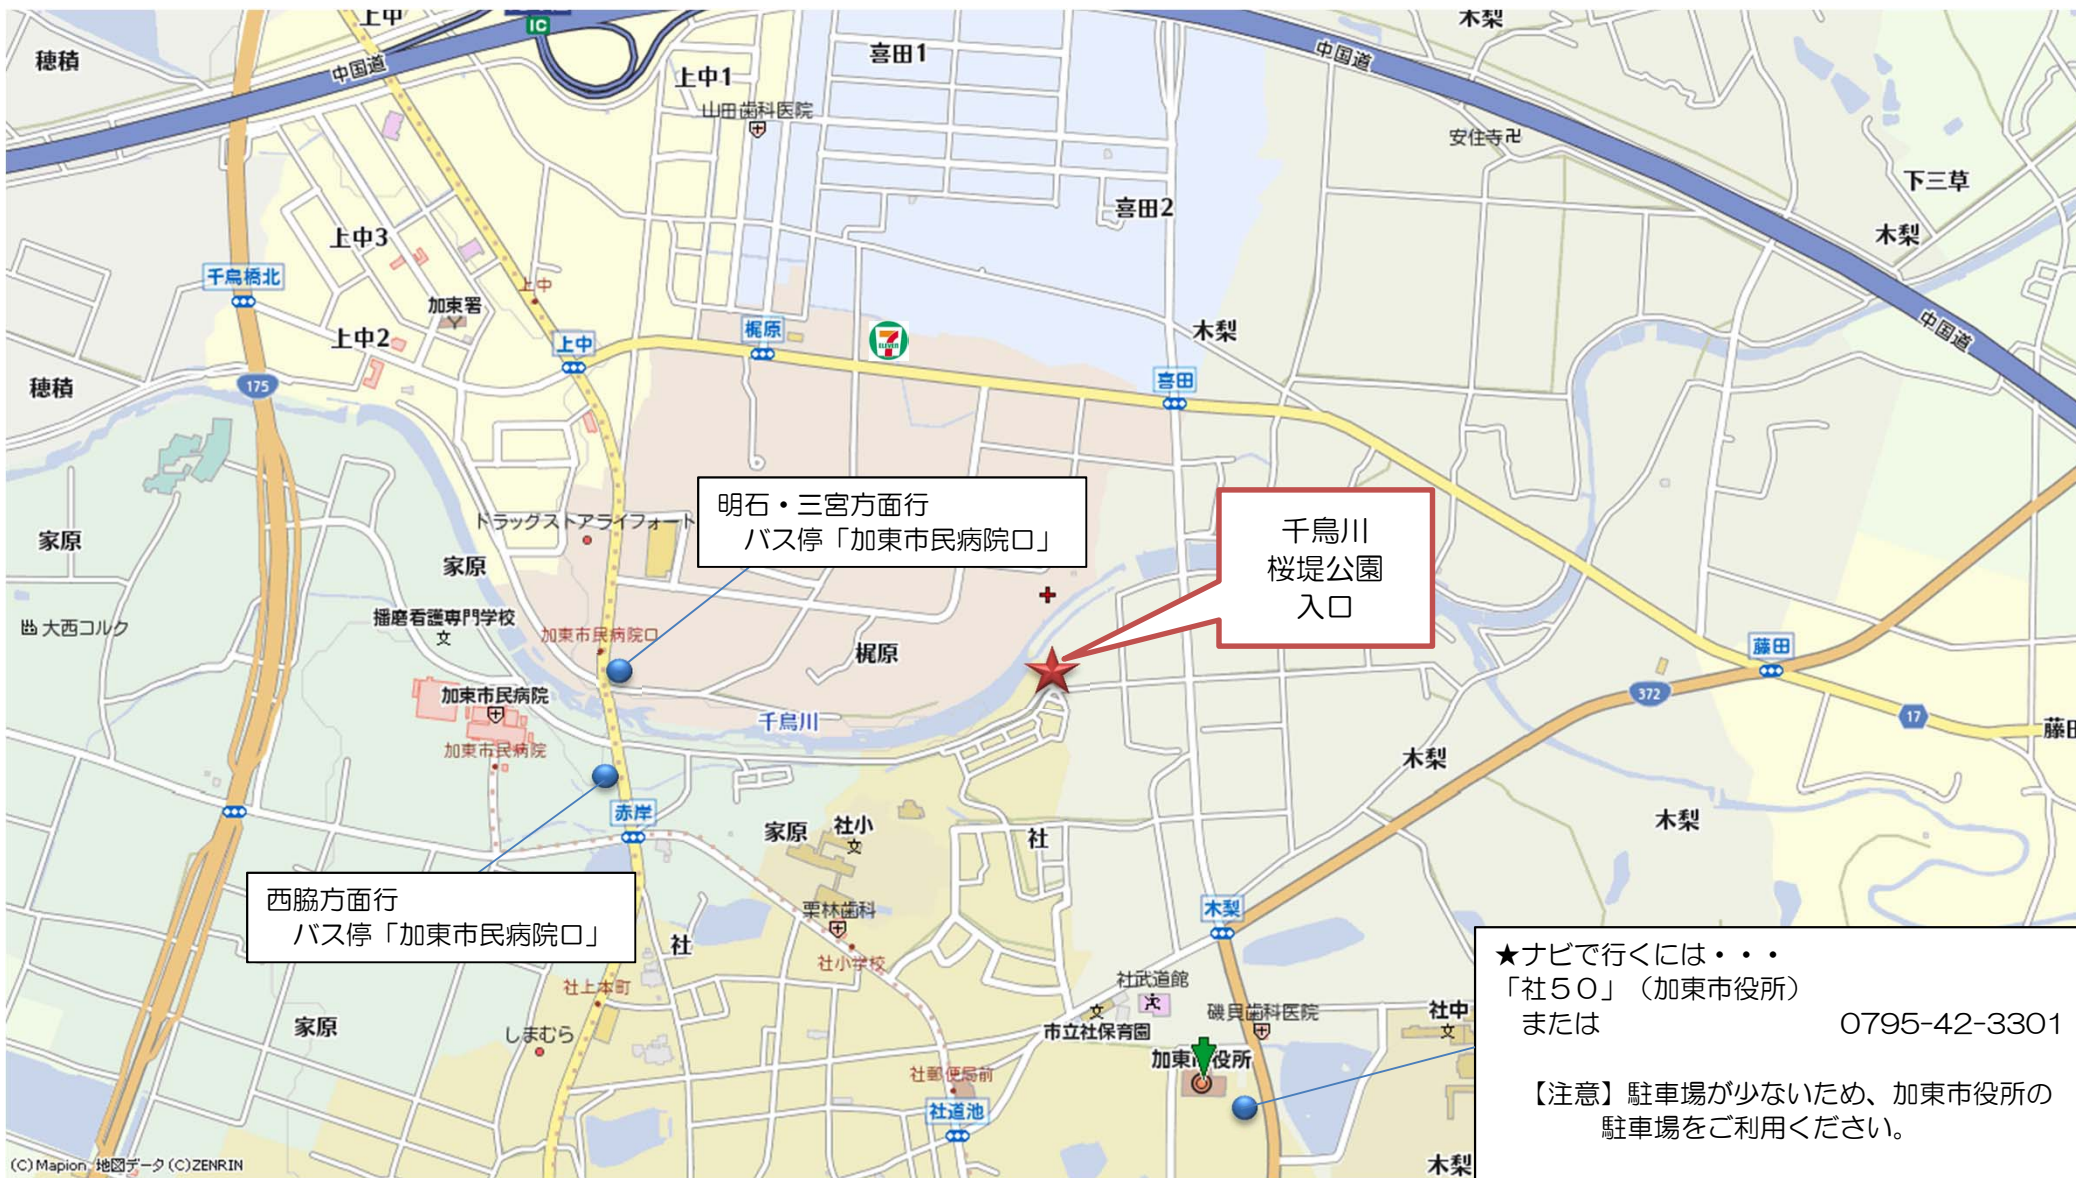 上中
IC
木梨
穂積
中国道
上中1
喜田1
中国道
山田歯科医院
安住寺
下三草
喜田2
上中3
木梨
千鳥橋北
加東署
上中
上中2
上中
梶原
7
ELEVEN
木梨
中国道
穂積
175
喜田
明石・三宮方面行
バス停「加東市民病院口」
千鳥川
桜堤公園
入口
ドラッグストアライフォート
家原
家原
播磨看護専門学校
文
大西コルク
加東市民病院口
梶原
藤田
372
加東市民病院
千鳥川
17
藤田
加東市民病院
木梨
赤岸
家原
社小
文
社
木梨
西脇方面行
バス停「加東市民病院口」
栗林歯科
木梨
社
社小学校
社上本町
社武道館
文
市立社保育園
磯貝歯科医院
社中
文
家原
しまむら
加東市役所
社郵便局前
社道池
★ナビで行くには・・・
「社50」（加東市役所）
または 0795-42-3301
【注意】駐車場が少ないため、加東市役所の
駐車場をご利用ください。
木梨
(C)Mapion 地図データ(C)ZENRIN